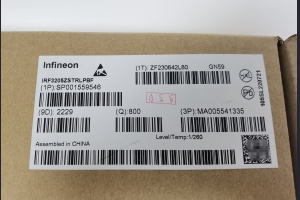 Infineon
(1T): ZF230642L80
GN59
IRF3205ZSTRLPBF
(1P):SP001559546
(9D): 2229
(Q):800
(3P):MA005541335
Level/Temp:1/260
Assembled in CHINA